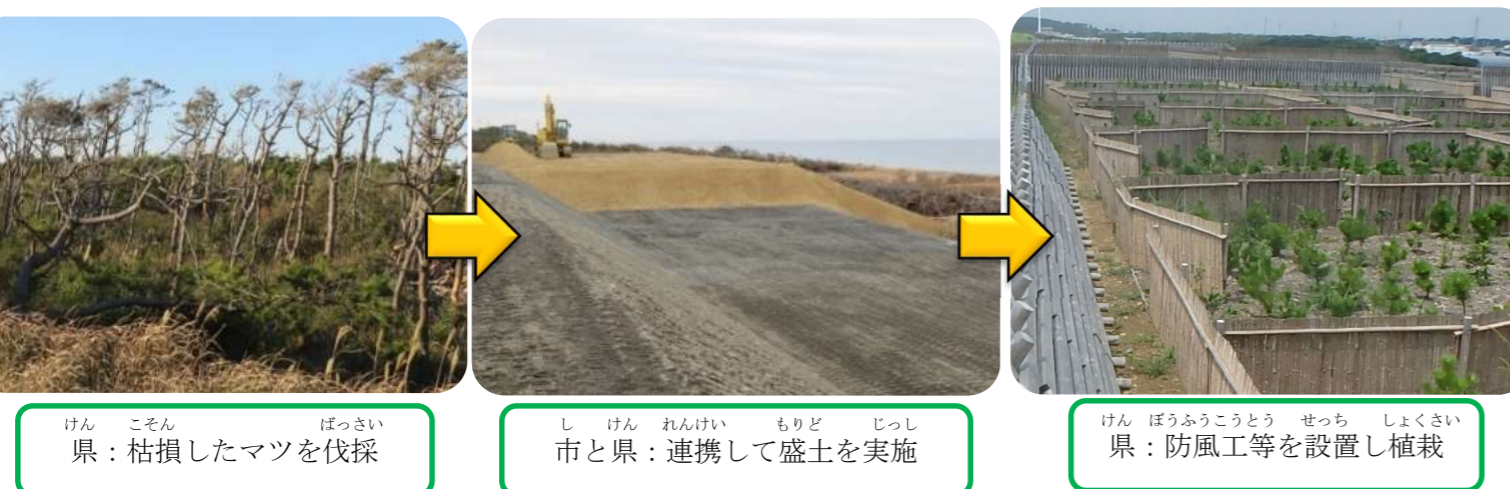 けん こそん ばっさい
県：枯損したマツを伐採
し けん れんけい もりど じっし
市と県：連携して盛土を実施
けん ぼうふうこうとう せっち しょくさい
県：防風工等を設置し植栽